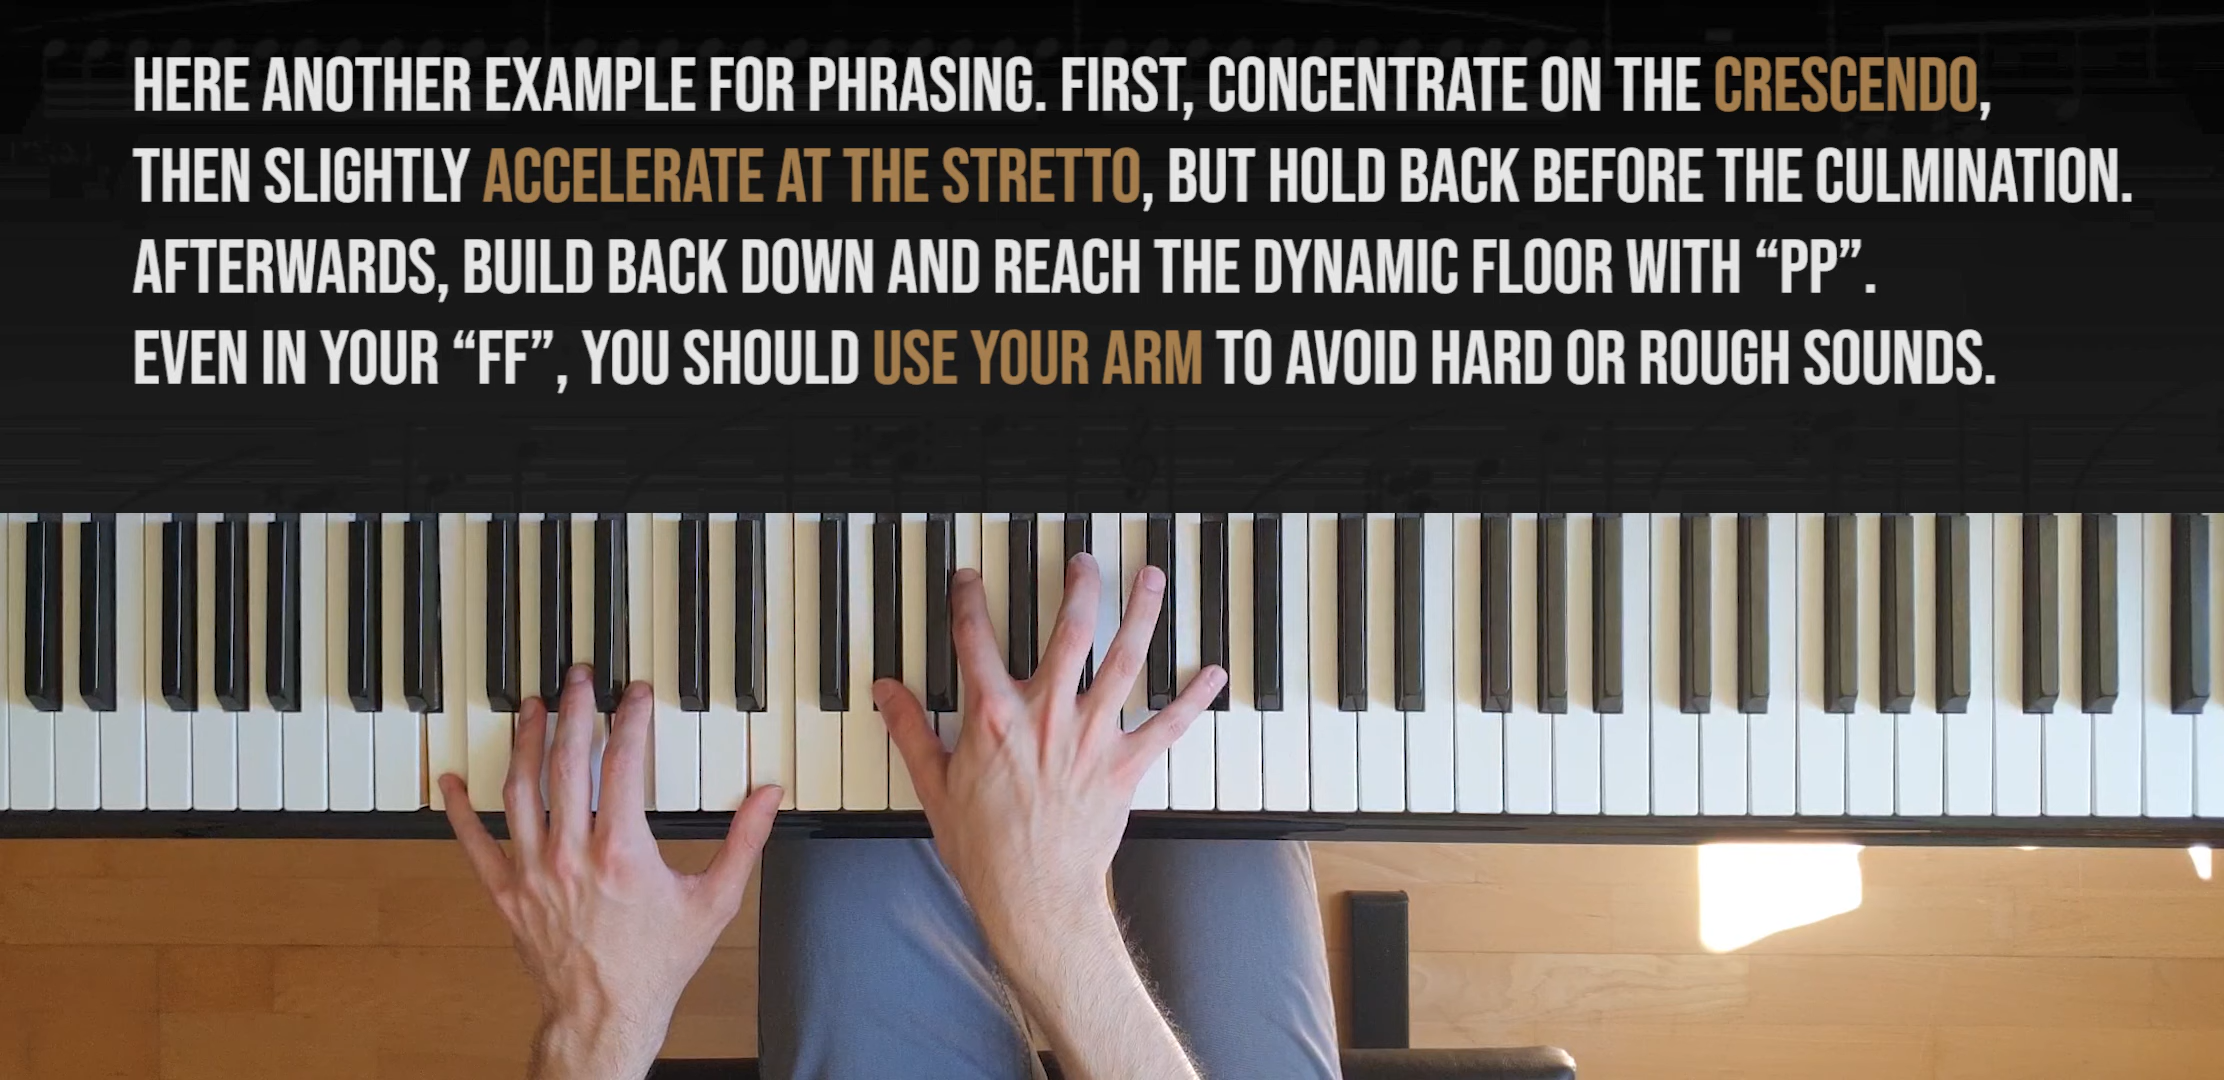 HERE ANOTHER EXAMPLE FOR PHRASING. FIRST, CONCENTRATE ON THE CRESCENDO,
THEN SLIGHTLY ACCELERATE AT THE STRETTO, BUT HOLD BACK BEFORE THE CULMINATION.
AFTERWARDS, BUILD BACK DOWN AND REACH THE DYNAMIC FLOOR WITH “PP”.
EVEN IN YOUR “FF”, YOU SHOULD USE YOUR ARM TO AVOID HARD OR ROUGH SOUNDS.